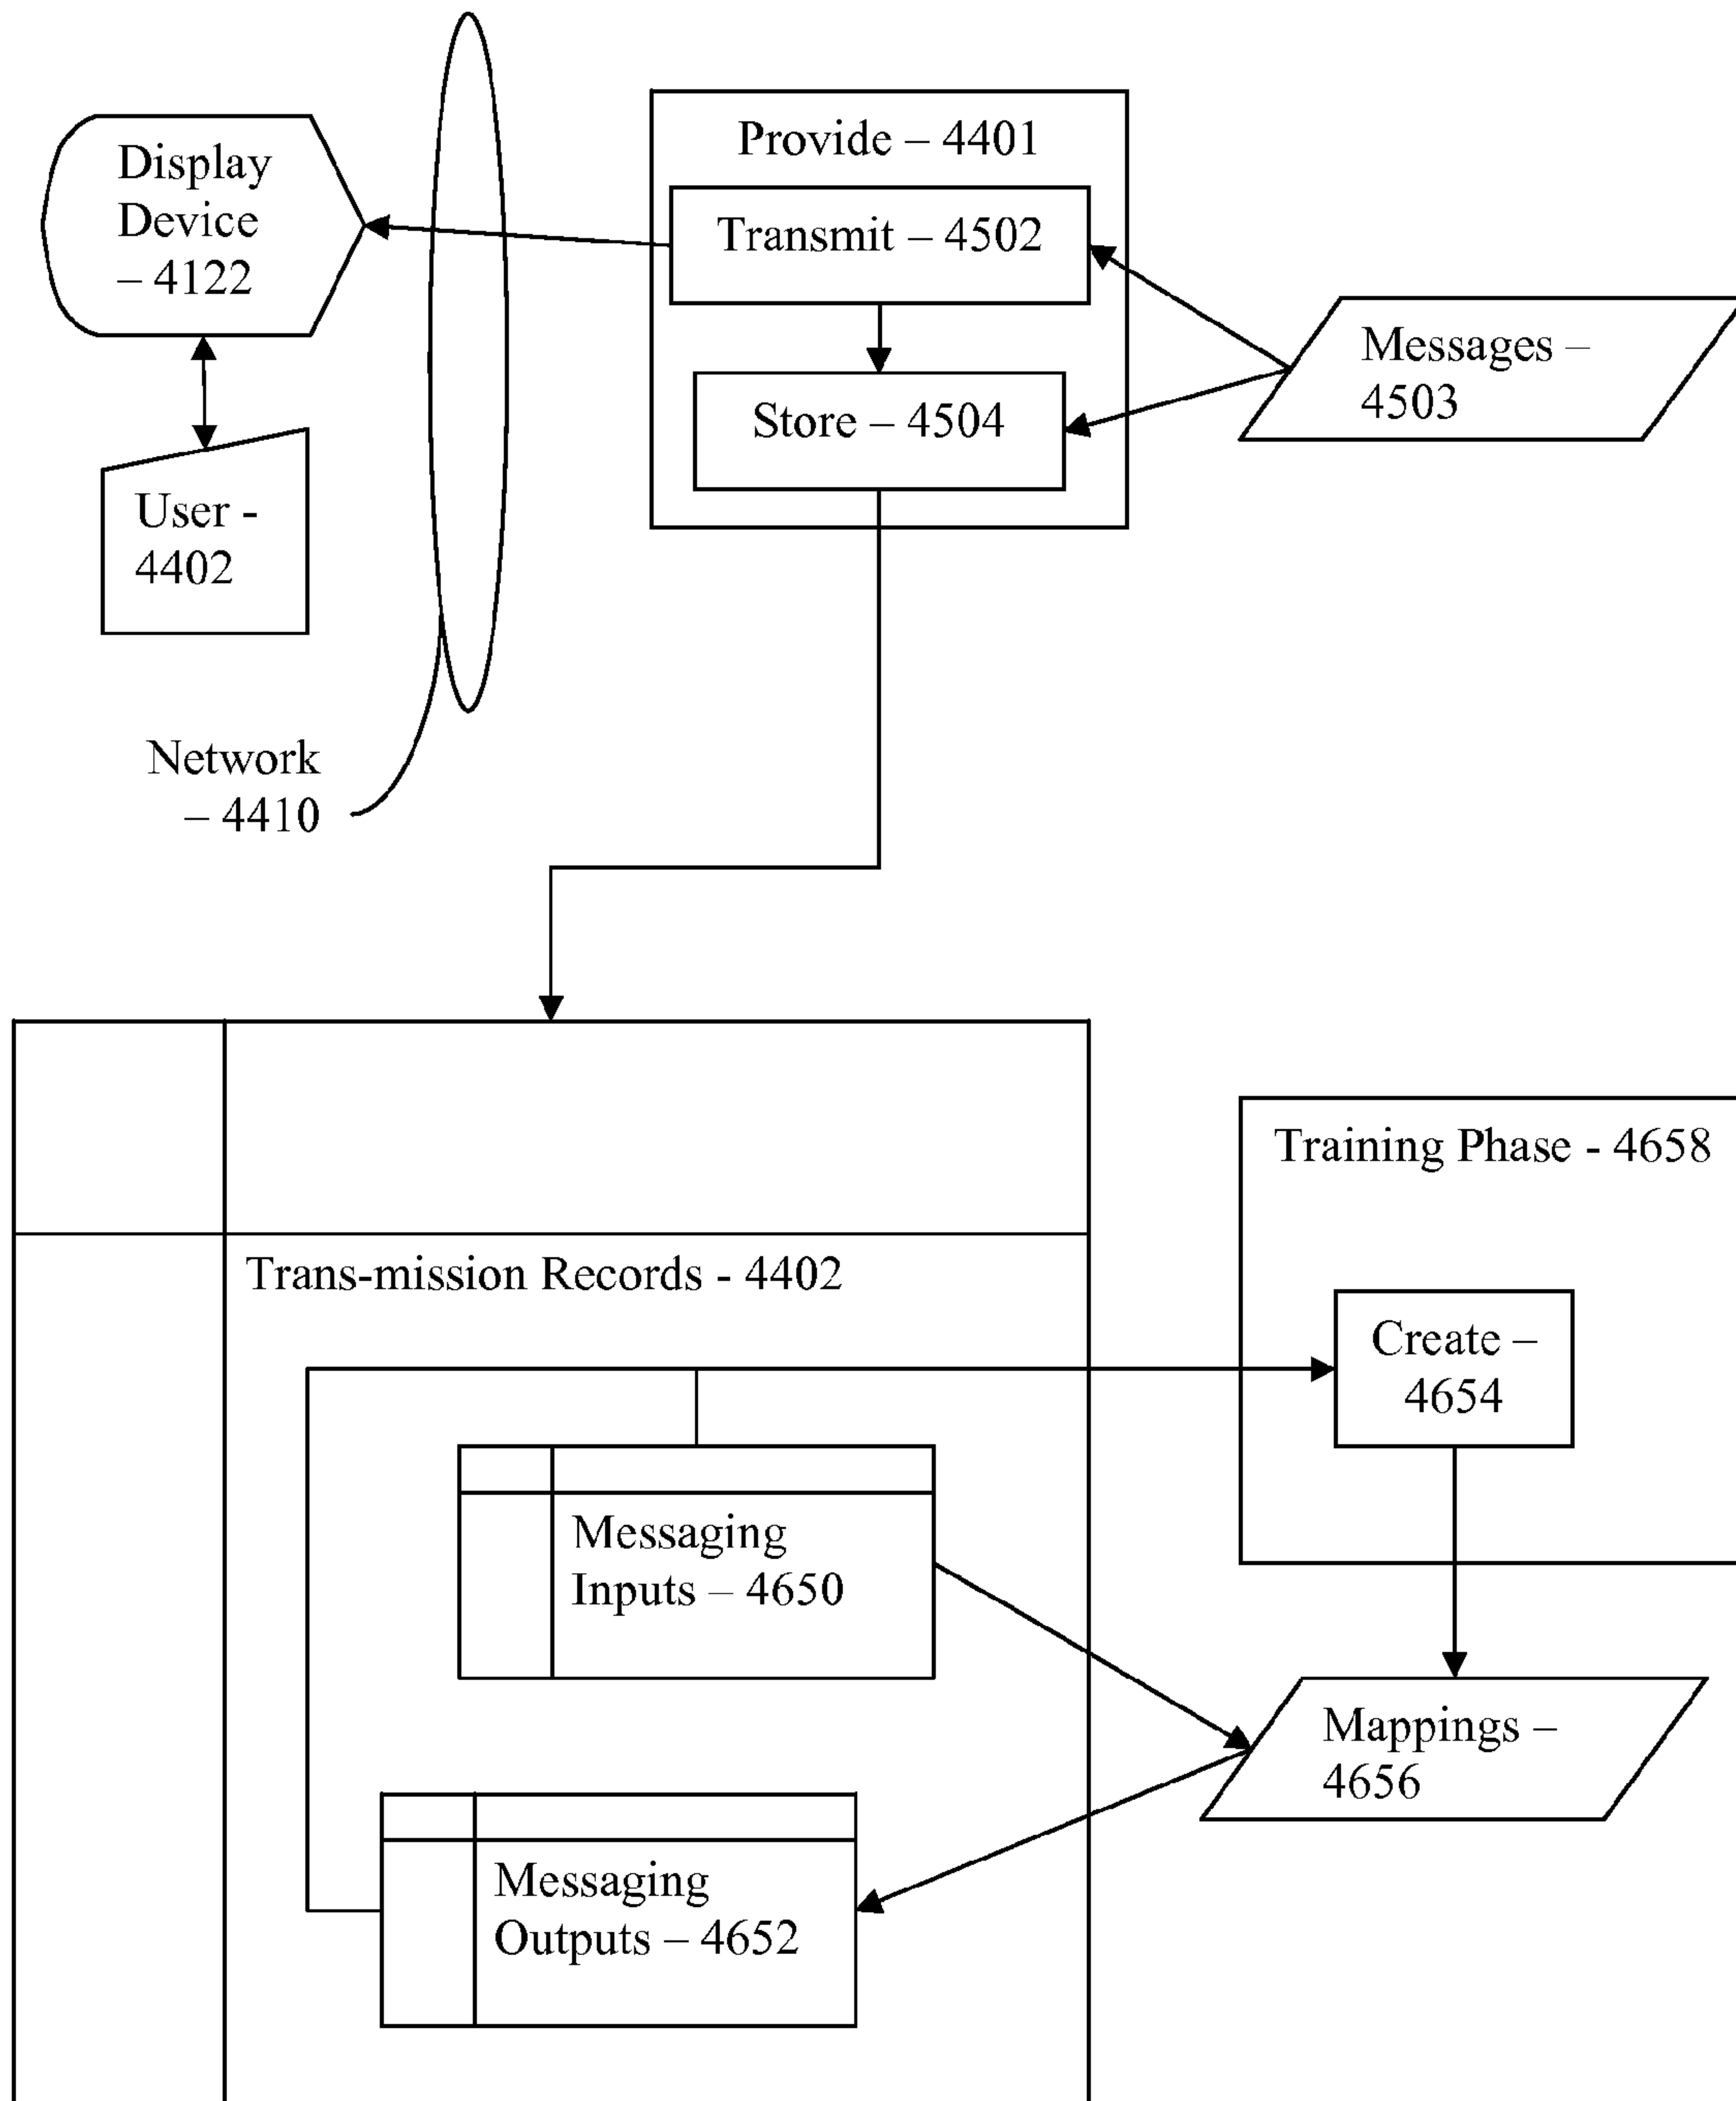 Display
Device
– 4122
Provide – 4401
Transmit – 4502
Store – 4504
Messages –
4503
User -
4402
Network
– 4410
Training Phase - 4658
Trans-mission Records - 4402
Create –
4654
Messaging
Inputs – 4650
Mappings –
4656
Messaging
Outputs – 4652